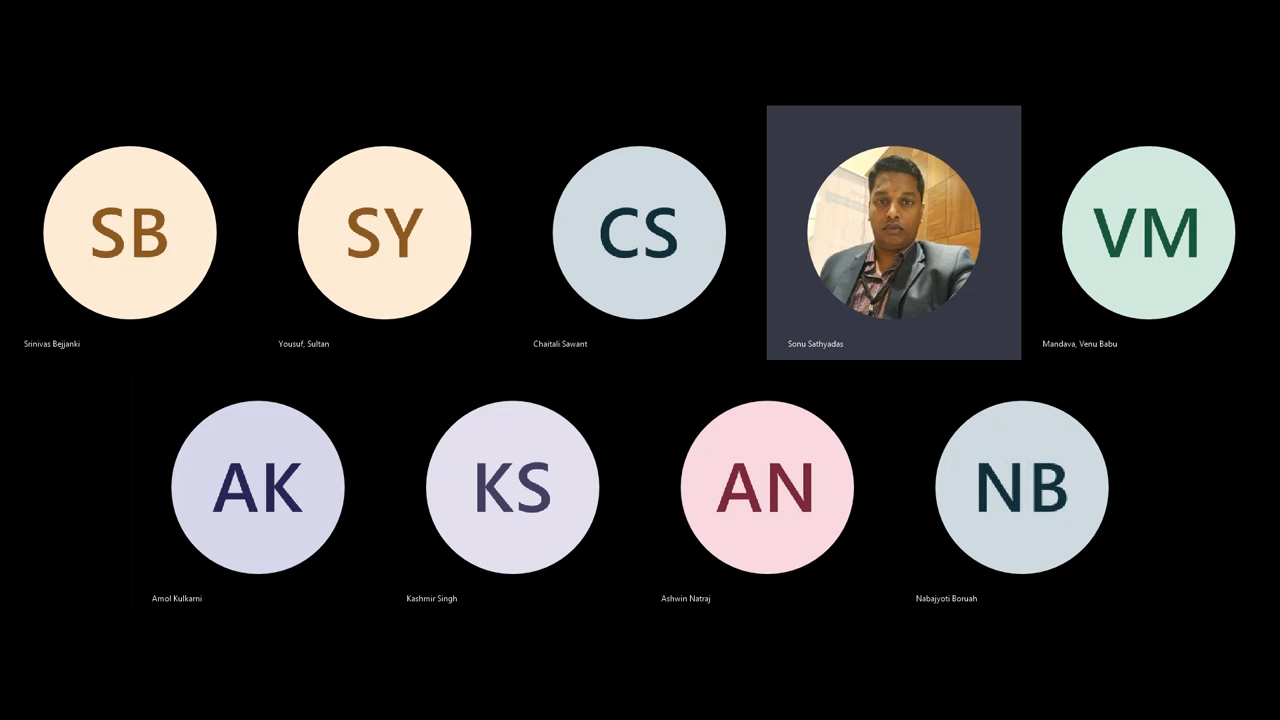 SB
SY
CS
VM
Srinivas Bejjanki
Yousuf, Sultan
Chaitali Sawant
Sonu Sathyadas
Mandava, Venu Babu
AK
KS
AN
NB
Amol Kulkarni
Kashmir Singh
Ashwin Natraj
Nabajyoti Boruah